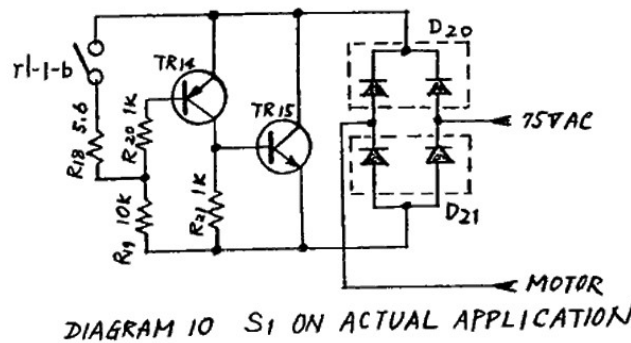 D20
rl-1-b
TR14
R18 5.6
R20 1K
TR15
75VAC
R19 10K
R21 1K
D21
MOTOR
DIAGRAM 10 S1 ON ACTUAL APPLICATION